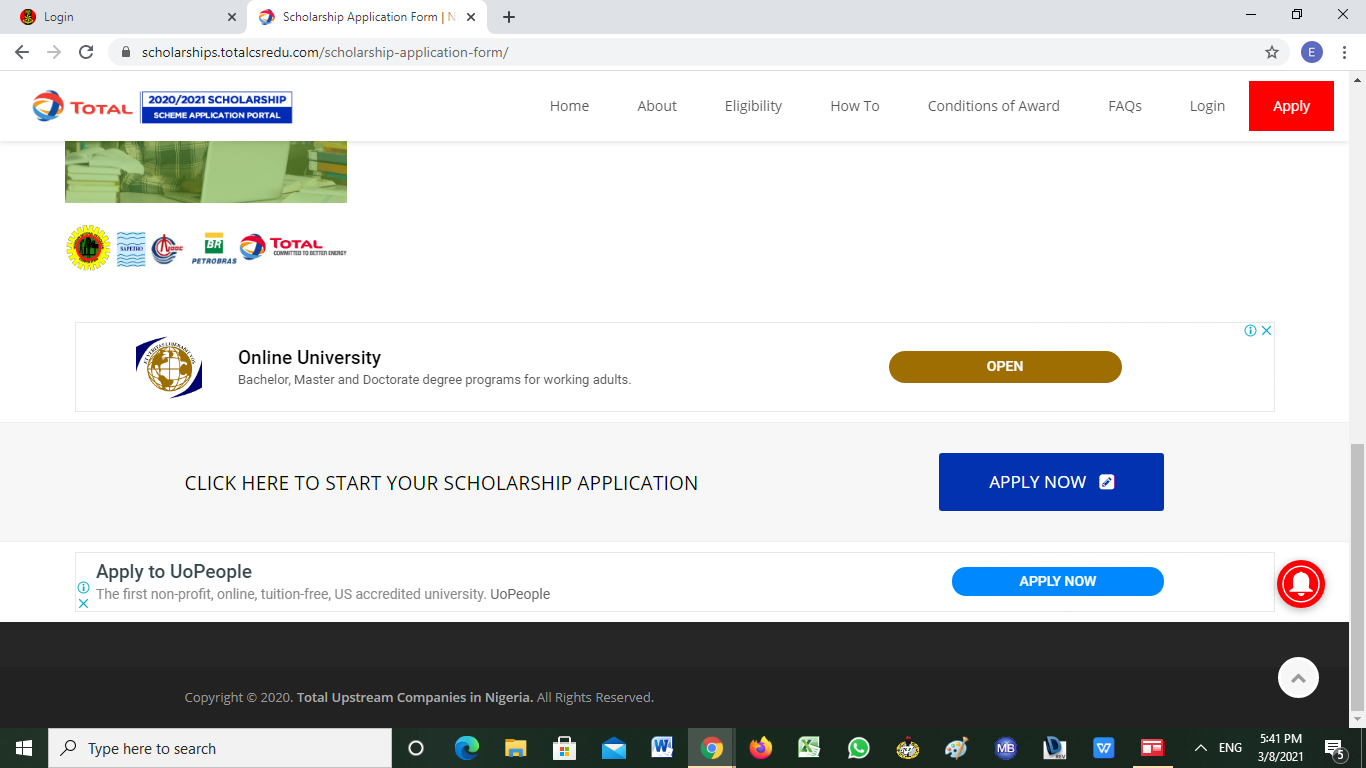 Login
Scholarship Application Form | N
scholarships.totalcsredu.com/scholarship-application-form/
E
TOTAL
2020/2021 SCHOLARSHIP
SCHEME APPLICATION PORTAL
Home
About
Eligibility
How To
Conditions of Award
FAQs
Login
Apply
SAPETRO
BR
PETROBRAS
TOTAL
COMMITTED TO BETTER ENERGY
Online University
Bachelor, Master and Doctorate degree programs for working adults.
OPEN
CLICK HERE TO START YOUR SCHOLARSHIP APPLICATION
APPLY NOW
Apply to UoPeople
The first non-profit, online, tuition-free, US accredited university. UoPeople
APPLY NOW
Copyright © 2020. Total Upstream Companies in Nigeria. All Rights Reserved.
Type here to search
MB
ENG
5:41 PM
3/8/2021
5